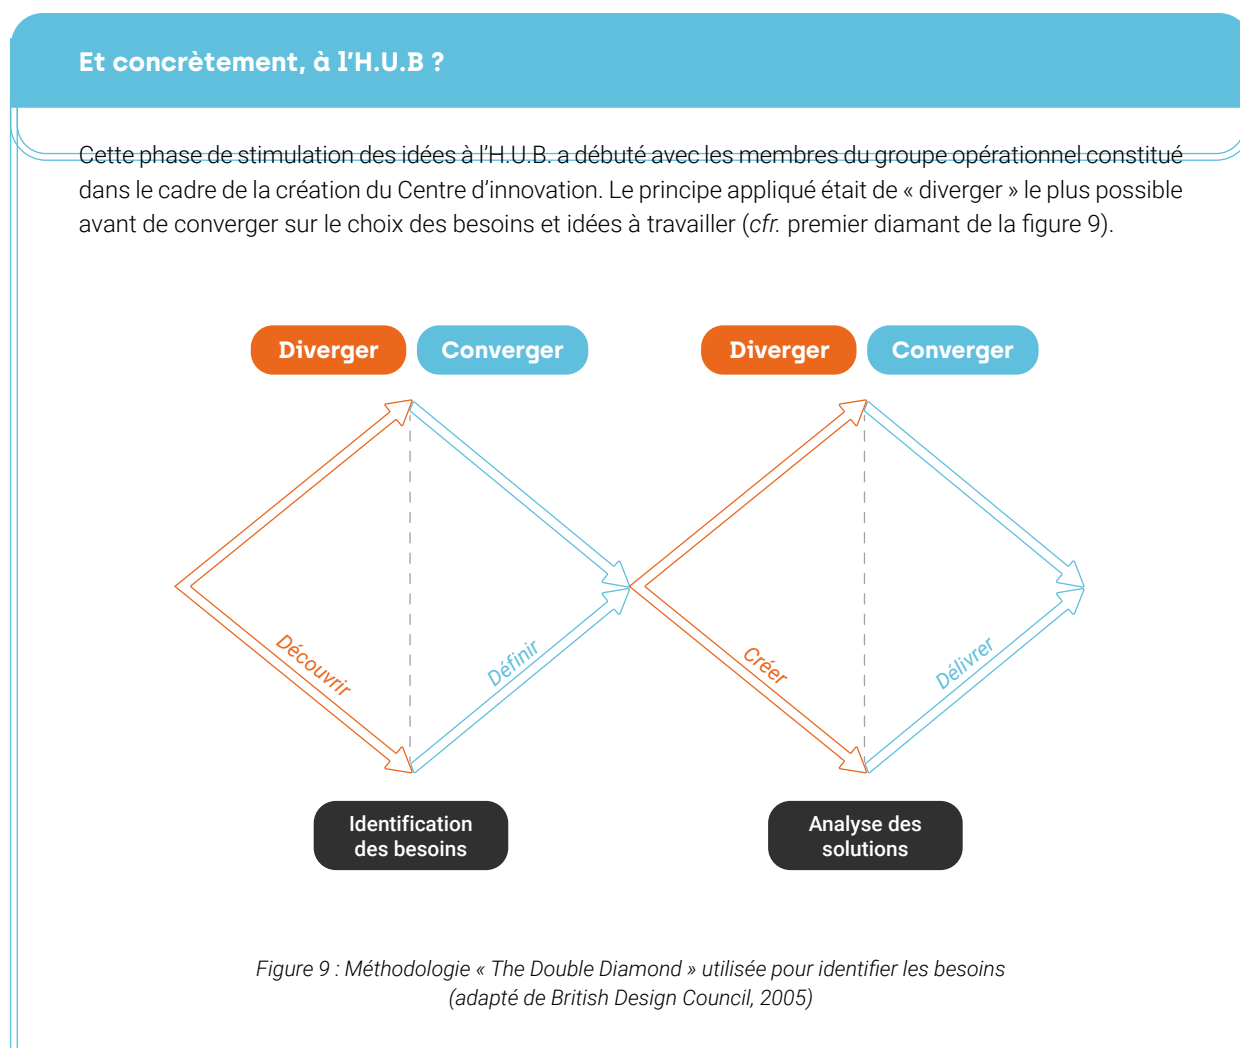 Et concrètement, à l'H.U.B ?
Cette phase de stimulation des idées à l'H.U.B. a débuté avec les membres du groupe opérationnel constitué
dans le cadre de la création du Centre d'innovation. Le principe appliqué était de « diverger » le plus possible
avant de converger sur le choix des besoins et idées à travailler (cfr. premier diamant de la figure 9).
Diverger
Converger
Diverger
Converger
Découvrir
Définir
Créer
Délivrer
Identification
des besoins
Analyse des
solutions
Figure 9 : Méthodologie « The Double Diamond » utilisée pour identifier les besoins
(adapté de British Design Council, 2005)